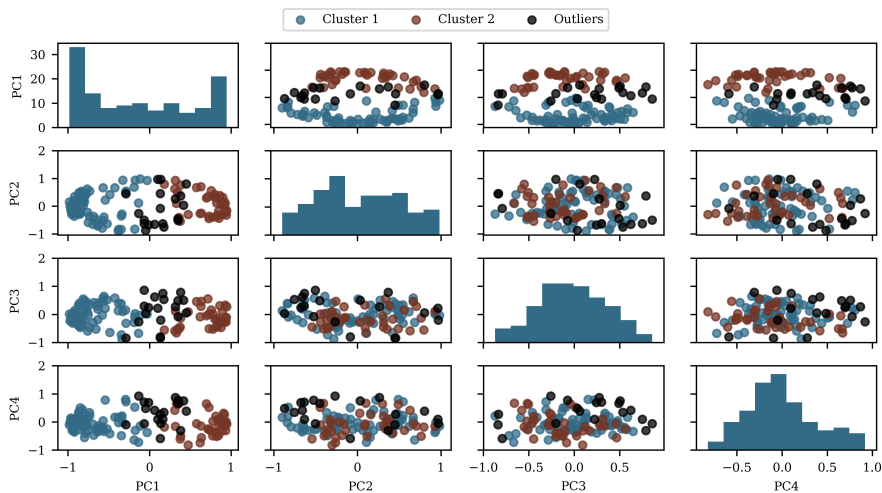 Cluster 1 Cluster 2 Outliers
PC1 30 20 10 0
PC2 2 1 0 −1
PC3 2 1 0 −1
PC4 2 1 0 −1
−1 0 1 −1 0 1 −1.0 −0.5 0.0 0.5 −0.5 0.0 0.5 1.0
PC1 PC2 PC3 PC4